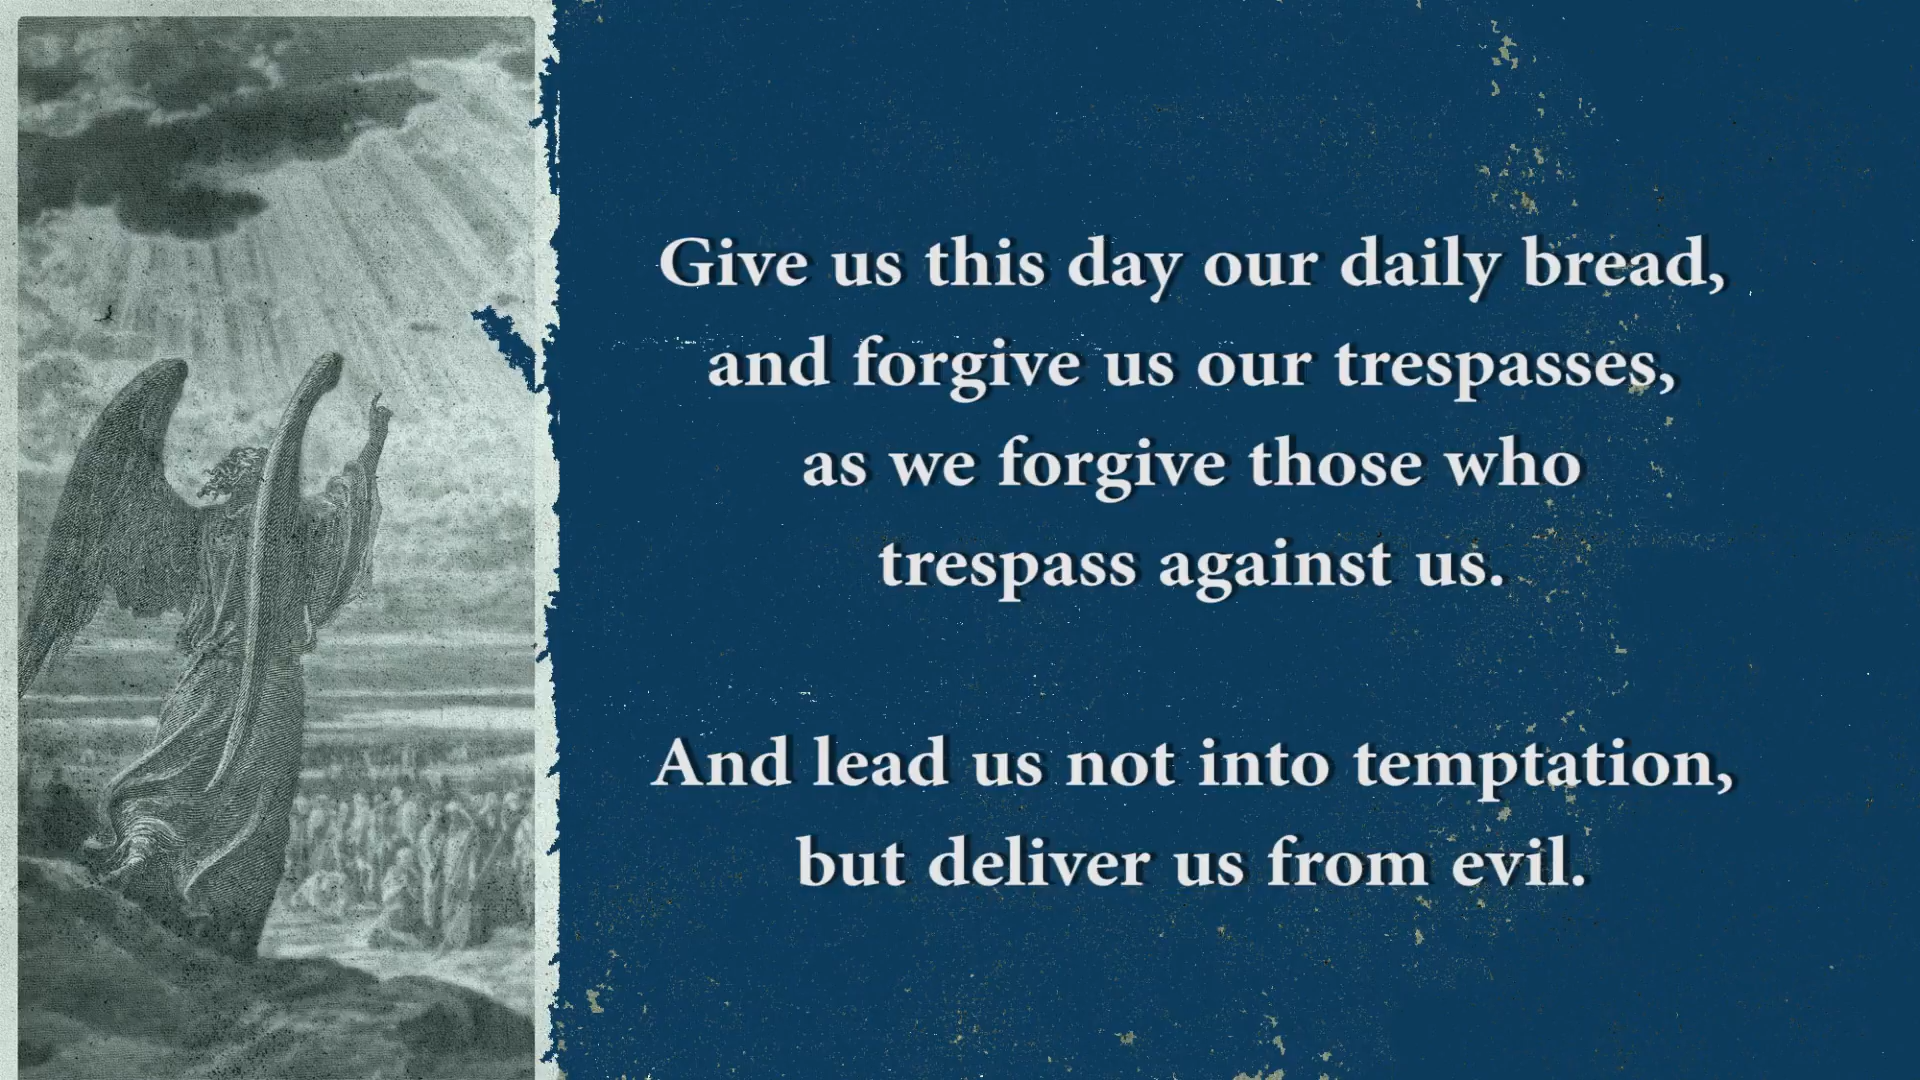 Give us this day our daily bread,
and forgive us our trespasses,
as we forgive those who
trespass against us.
And lead us not into temptation,
but deliver us from evil.